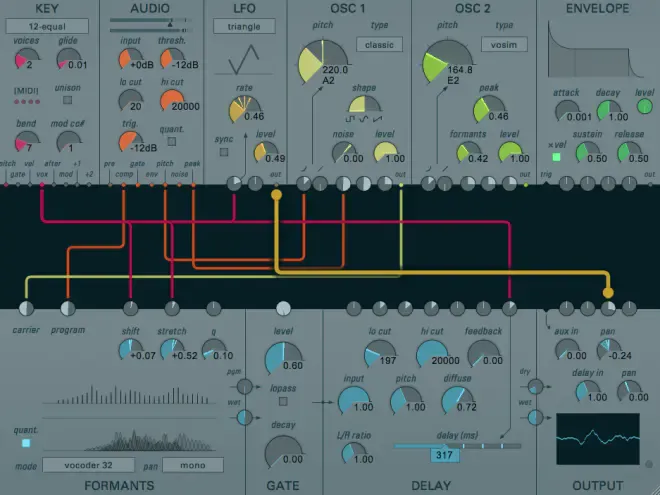 KEY
12-equal
voices
glide
2
0.01
[MIDI]
unison
bend
mod co#
7
1
pitch
vel
after
+1
+2
gate
vox
mod
AUDIO
input
thresh.
+0dB
-12dB
lo cut
hi cut
20
20000
trig.
quant.
-12dB
pre
gate
pitch
peak
comp
env
noise
LFO
triangle
rate
0.46
sync
level
0.49
out
OSC 1
pitch
type
classic
220.0
A2
shape
noise
level
0.00
1.00
out
OSC 2
pitch
type
vosim
164.8
E2
peak
0.46
formants
level
0.42
1.00
out
ENVELOPE
attack
decay
level
0.001
1.00
x.vel
sustain
release
0.50
0.50
trig
out
carrier
program
shift
stretch
q
+0.07
+0.52
0.10
quant.
mode
vocoder 32
pan
mono
FORMANTS
pgm
wet
level
0.60
lopass
decay
0.00
GATE
lo cut
hi cut
feedback
197
20000
0.00
input
pitch
diffuse
1.00
1.00
0.72
L/R ratio
delay (ms)
1.00
317
DELAY
dry
wet
aux in
pan
0.00
-0.24
delay in
pan
1.00
0.00
OUTPUT